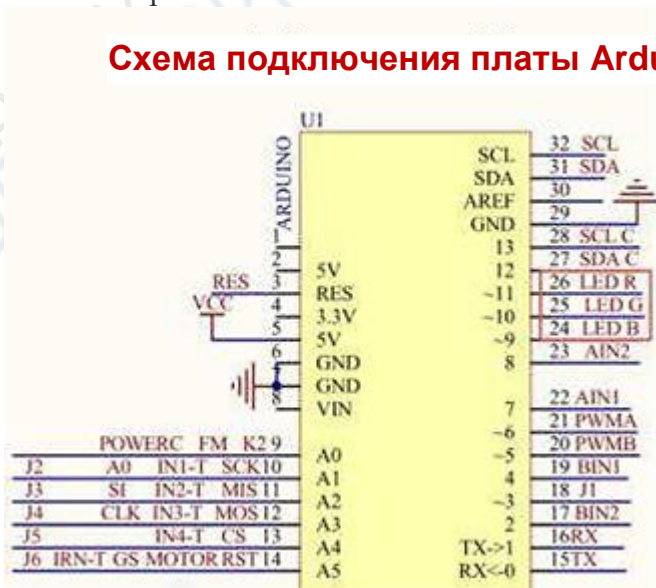 Схема подключения платы
U1
ARDUINO
1
2 5V
RES 3 RES
VCC 4 3.3V
5 5V
6 GND
GND
8 VIN
POWERC FM K2 9 A0
J2 A0 IN1-T SCK 10 A1
J3 SI IN2-T MIS 11 A2
J4 CLK IN3-T MOS 12 A3
J5 IN4-T CS 13 A4
J6 IRN-T GS MOTOR RST 14 A5
SCL 32 SCL
SDA 31 SDA
AREF 30
GND 29
13 28 SCL C
12 27 SDA C
~11 26 LED R
~10 25 LED G
~9 24 LED B
8 23 AIN2
7 22 AIN1
~6 21 PWMA
~5 20 PWMB
4 19 BIN1
~3 18 J1
2 17 BIN2
TX->1 16RX
RX<-0 15TX